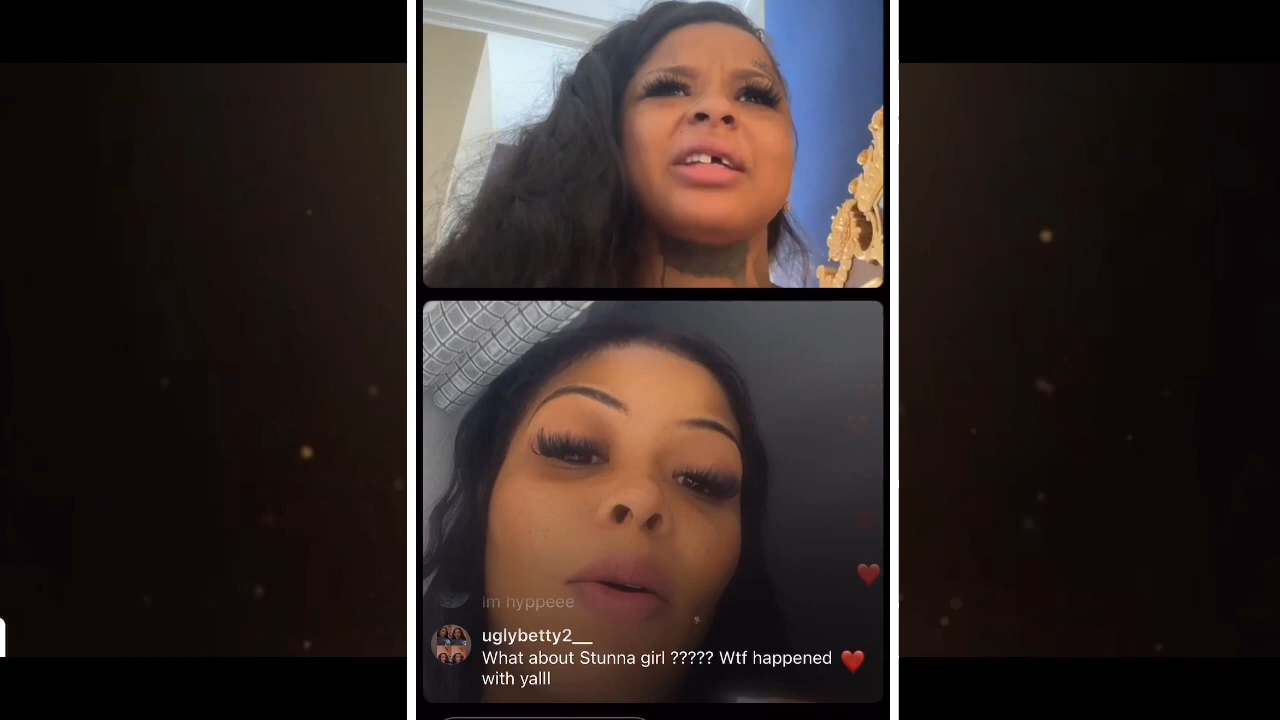 Im hyppeee
uglybetty2__
What about Stunna girl ????? Wtf happened
with yalll